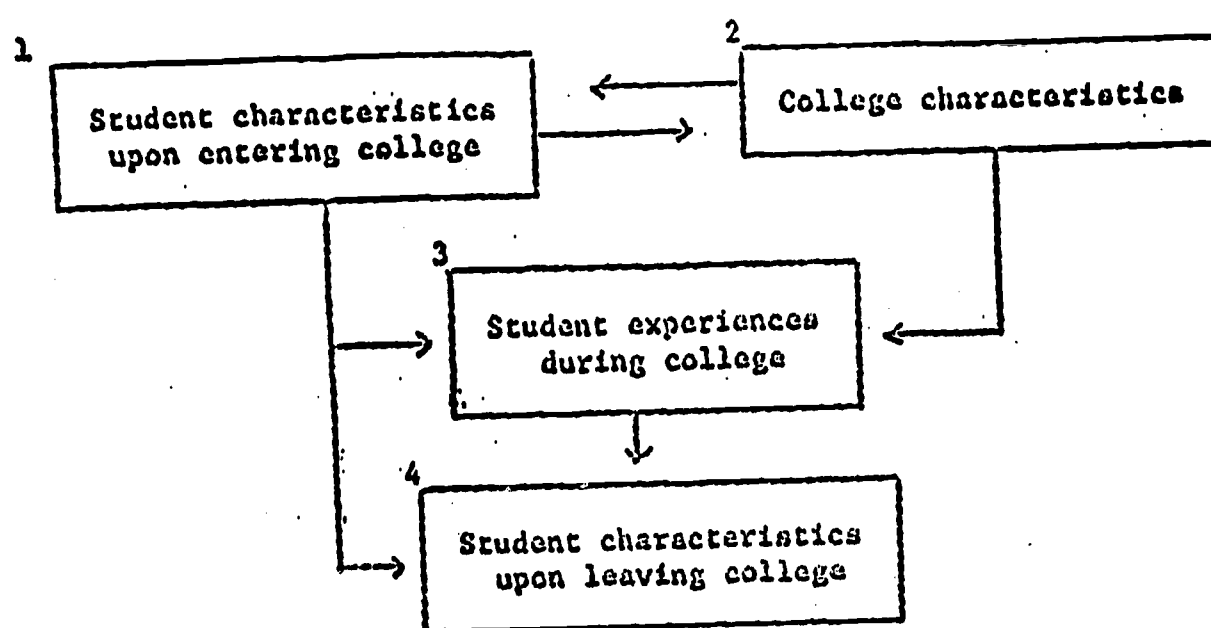 1
Student characteristics
upon entering college
2
College characteristics
3
Student experiences
during college
4
Student characteristics
upon leaving college